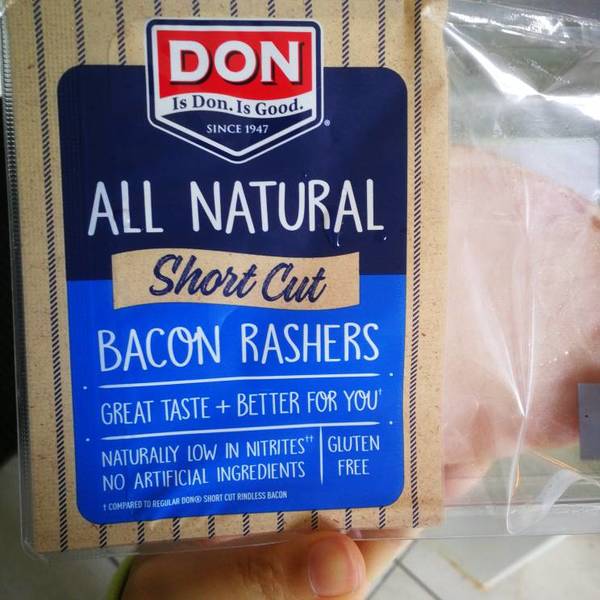 DON
Is Don. Is Good.
SINCE 1947
®
ALL NATURAL
Short Cut
BACON RASHERS
GREAT TASTE + BETTER FOR YOU†
NATURALLY LOW IN NITRITES††
NO ARTIFICIAL INGREDIENTS
GLUTEN
FREE
† COMPARED TO REGULAR DON® SHORT CUT RINDLESS BACON